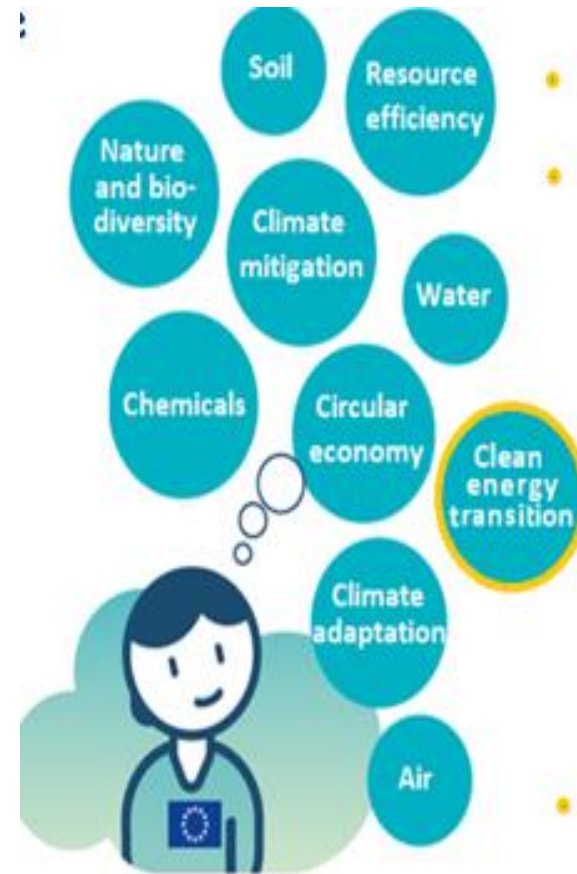 Soil
Resource
efficiency
Nature
and bio-
diversity
Climate
mitigation
Water
Chemicals
Circular
economy
Clean
energy
transition
Climate
adaptation
Air